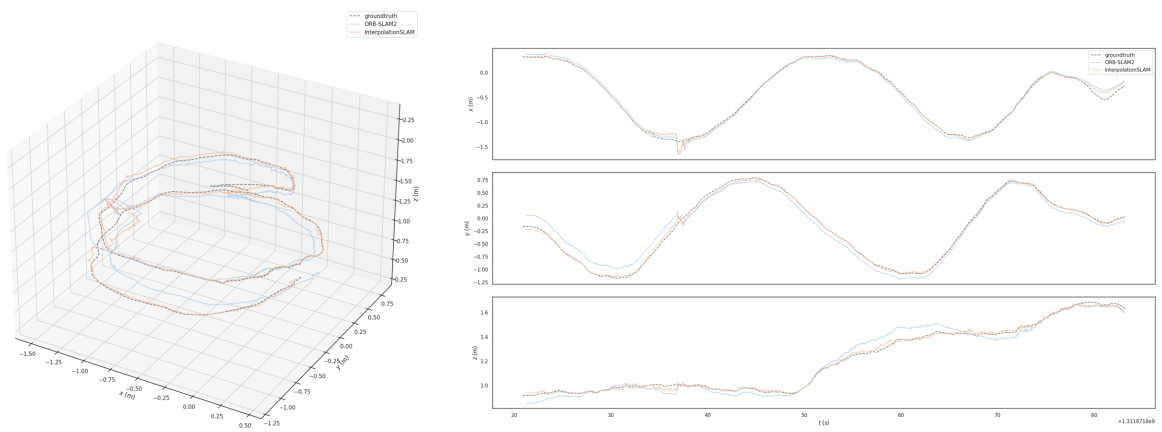 groundtruth
ORB-SLAM2
InterpolationSLAM
2.25
2.00
1.75
1.50
1.25
1.00
0.75
0.50
0.25
z (m)
0.75
0.50
0.25
0.00
−0.25
−0.50
−0.75
−1.00
−1.25
y (m)
−1.50
−1.25
−1.00
−0.75
−0.50
−0.25
0.00
0.25
0.50
x (m)
groundtruth
ORB-SLAM2
InterpolationSLAM
0.0
−0.5
−1.0
−1.5
x (m)
0.75
0.50
0.25
0.00
−0.25
−0.50
−0.75
−1.00
−1.25
y (m)
1.6
1.4
1.2
1.0
z (m)
20 30 40 50 60 70 80
t (s)
+1.3118718e9